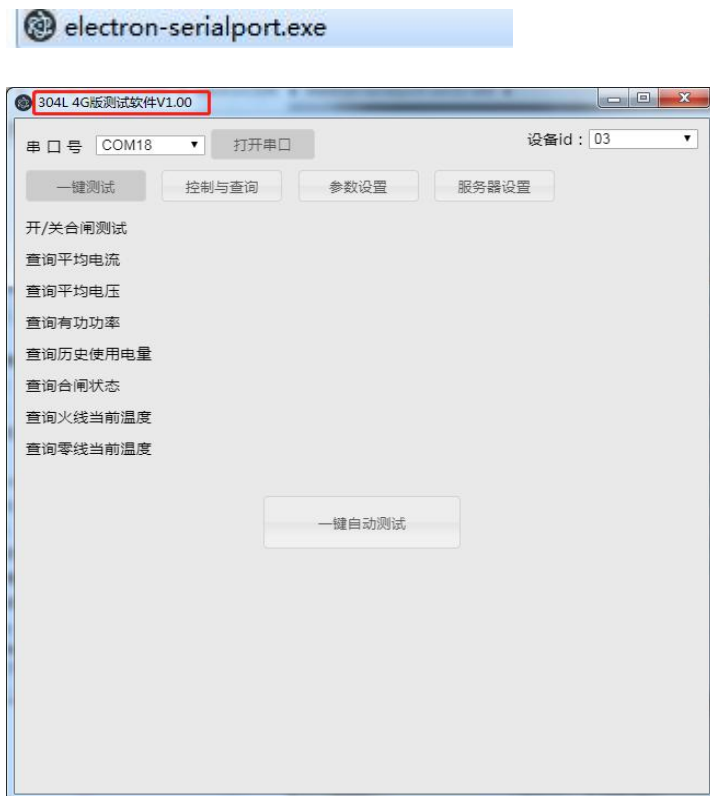 electron-serialport.exe
304L 4G版测试软件V1.00
串口号 COM18 打开串口 设备id：03
一键测试 控制与查询 参数设置 服务器设置
开/关合闸测试
查询平均电流
查询平均电压
查询有功功率
查询历史使用电量
查询合闸状态
查询火线当前温度
查询零线当前温度
一键自动测试